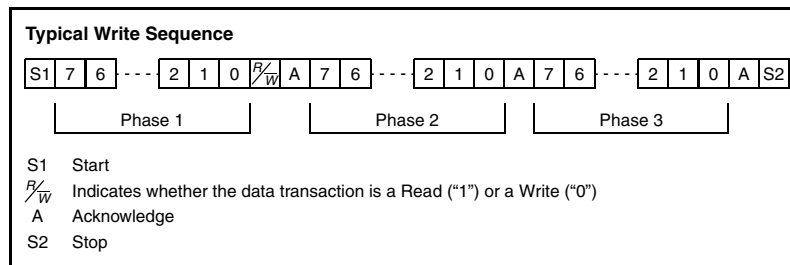 Typical Write Sequence
S1 7 6 - - - - 2 1 0 R/W A 7 6 - - - - 2 1 0 A 7 6 - - - - 2 1 0 A S2
Phase 1 Phase 2 Phase 3
S1 Start
R/W Indicates whether the data transaction is a Read (“1”) or a Write (“0”)
A Acknowledge
S2 Stop